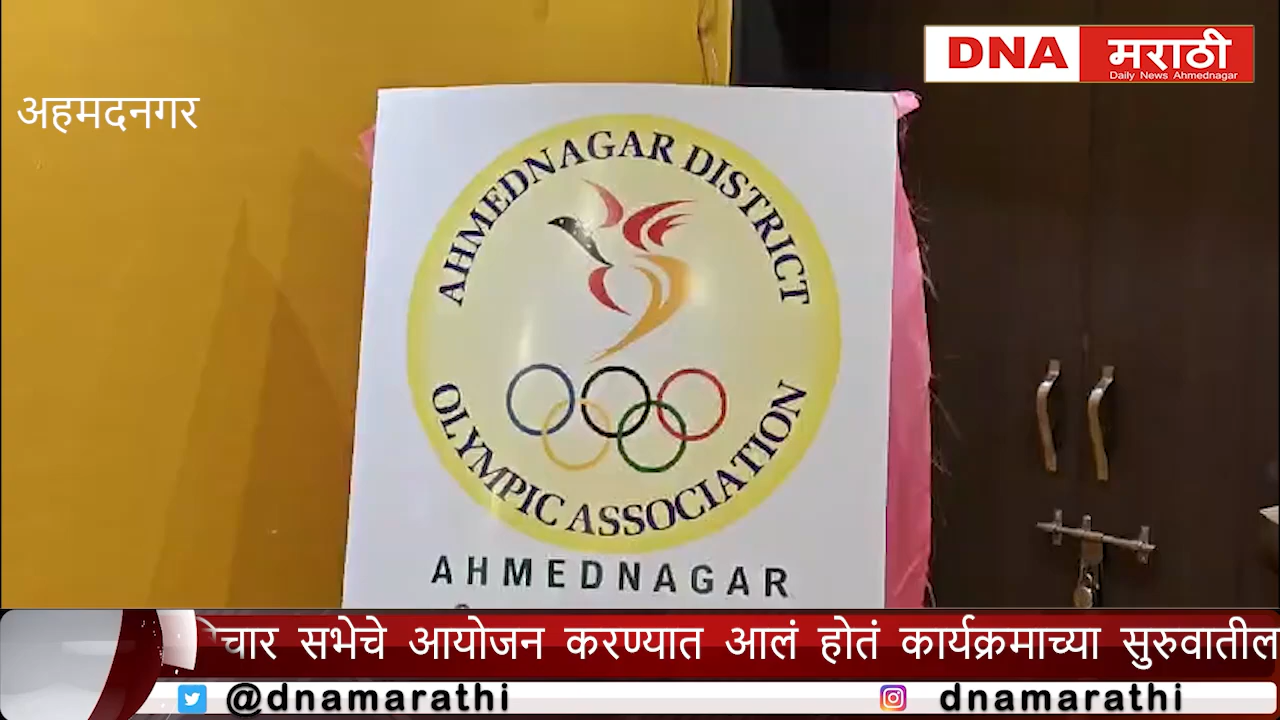 DNA मराठी
Daily News Ahmednagar
अहमदनगर
AHMEDNAGAR DISTRICT
OLYMPIC ASSOCIATION
AHMEDNAGAR
सभेचे आयोजन करण्यात आलं होतं कार्यक्रमाच्या सुरुवातील
@dnamarathi
dnamarathi